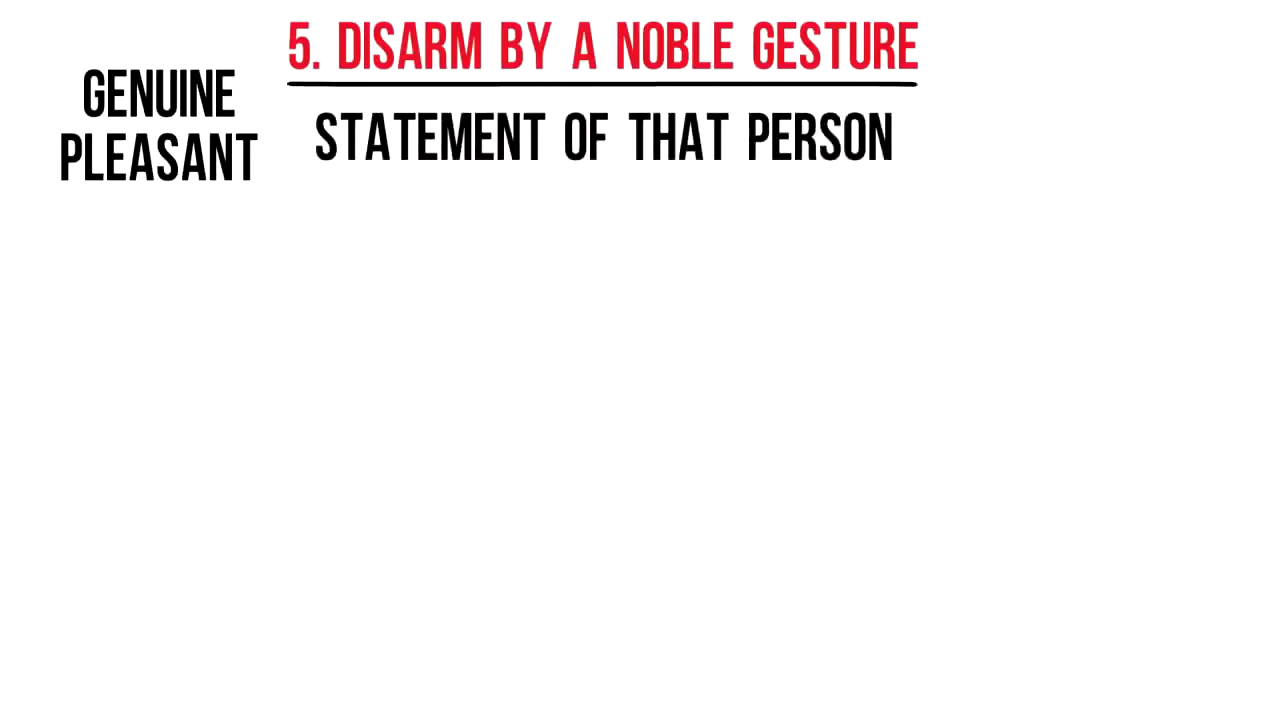 5. DISARM BY A NOBLE GESTURE
GENUINE
PLEASANT
STATEMENT OF THAT PERSON